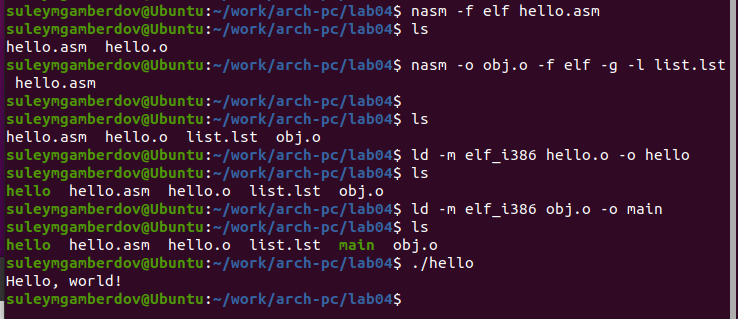 suleymgamberdov@Ubuntu:~/work/arch-pc/lab04$ nasm -f elf hello.asm
suleymgamberdov@Ubuntu:~/work/arch-pc/lab04$ ls
hello.asm  hello.o
suleymgamberdov@Ubuntu:~/work/arch-pc/lab04$ nasm -o obj.o -f elf -g -l list.lst
 hello.asm
suleymgamberdov@Ubuntu:~/work/arch-pc/lab04$
suleymgamberdov@Ubuntu:~/work/arch-pc/lab04$ ls
hello.asm  hello.o  list.lst  obj.o
suleymgamberdov@Ubuntu:~/work/arch-pc/lab04$ ld -m elf_i386 hello.o -o hello
suleymgamberdov@Ubuntu:~/work/arch-pc/lab04$ ls
hello  hello.asm  hello.o  list.lst  obj.o
suleymgamberdov@Ubuntu:~/work/arch-pc/lab04$ ld -m elf_i386 obj.o -o main
suleymgamberdov@Ubuntu:~/work/arch-pc/lab04$ ls
hello  hello.asm  hello.o  list.lst  main  obj.o
suleymgamberdov@Ubuntu:~/work/arch-pc/lab04$ ./hello
Hello, world!
suleymgamberdov@Ubuntu:~/work/arch-pc/lab04$